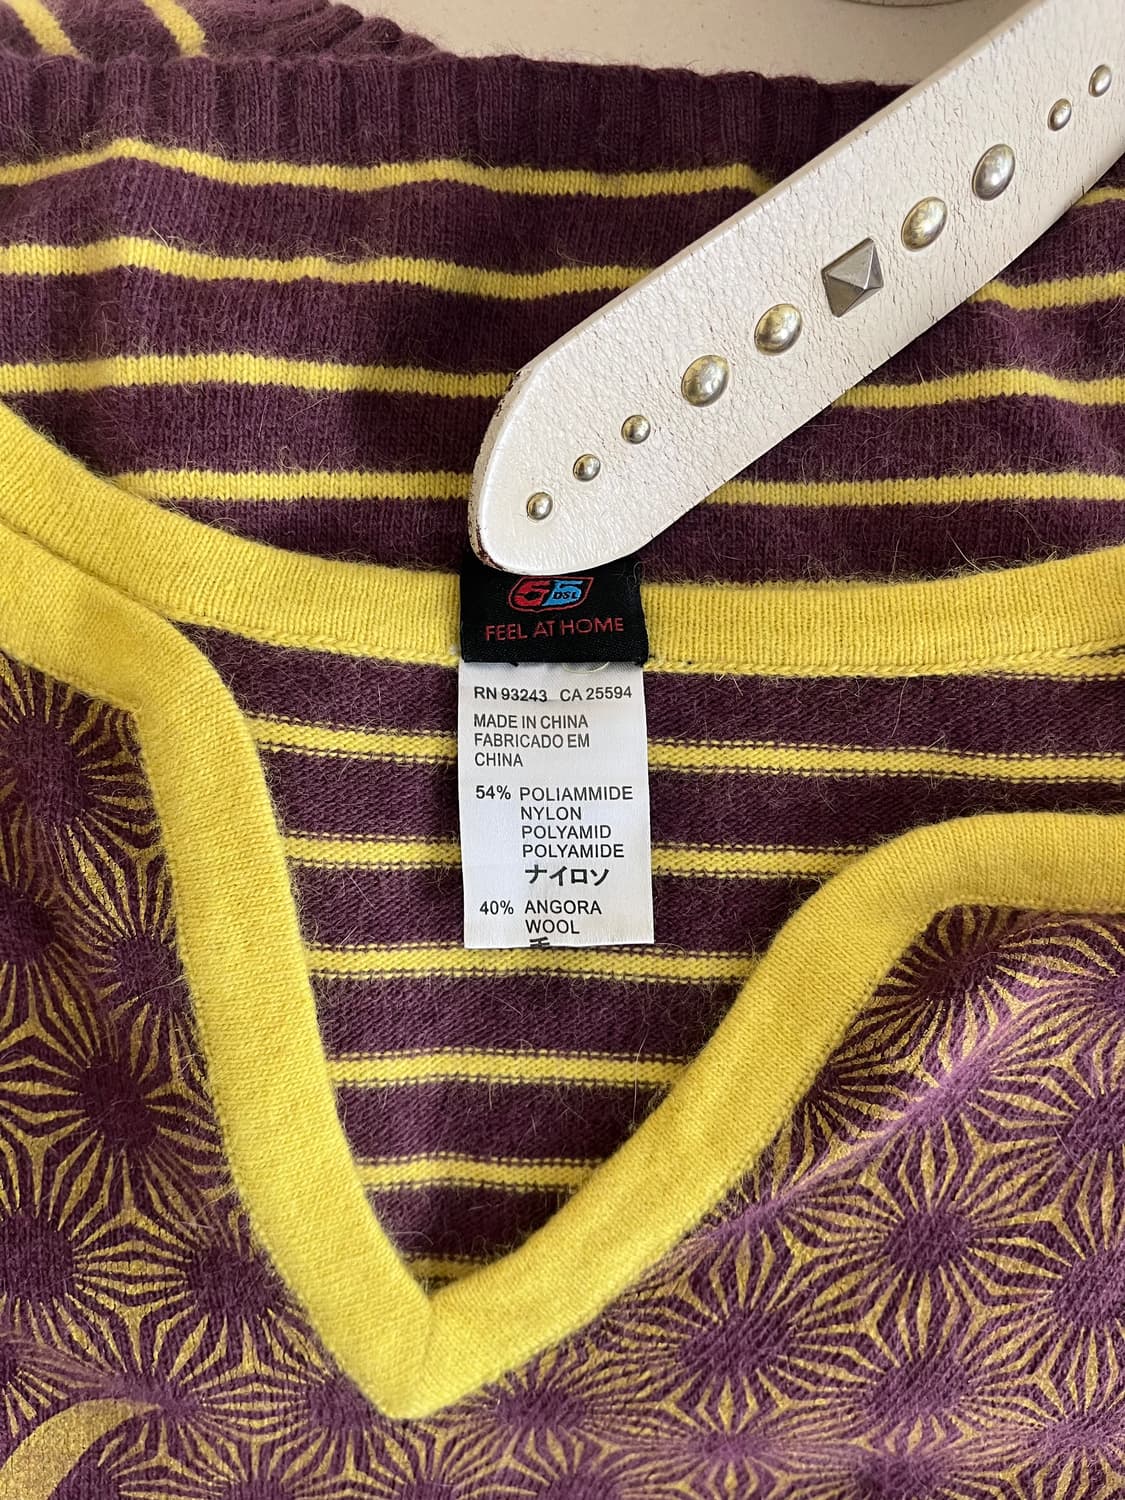 55
DSL
FEEL AT HOME
RN 93243 CA 25594
MADE IN CHINA
FABRICADO EM
CHINA
54% POLIAMMIDE
NYLON
POLYAMID
POLYAMIDE
ナイロン
40% ANGORA
WOOL